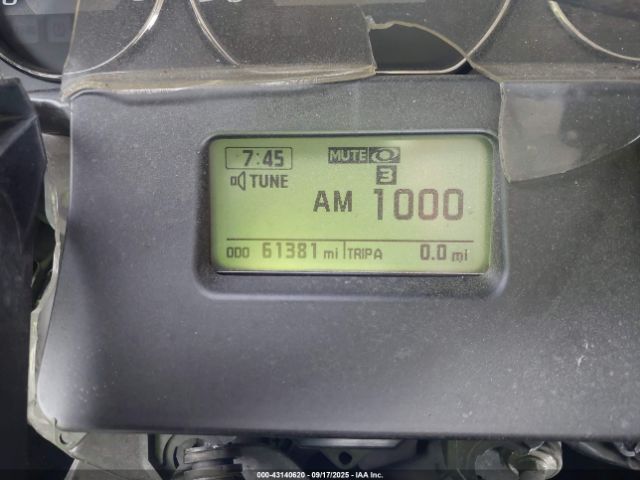 7:45 MUTE
TUNE 3
AM 1000
ODO 61381 mi TRIP A 0.0 mi
000-43140620 - 09/17/2025 - IAA Inc.